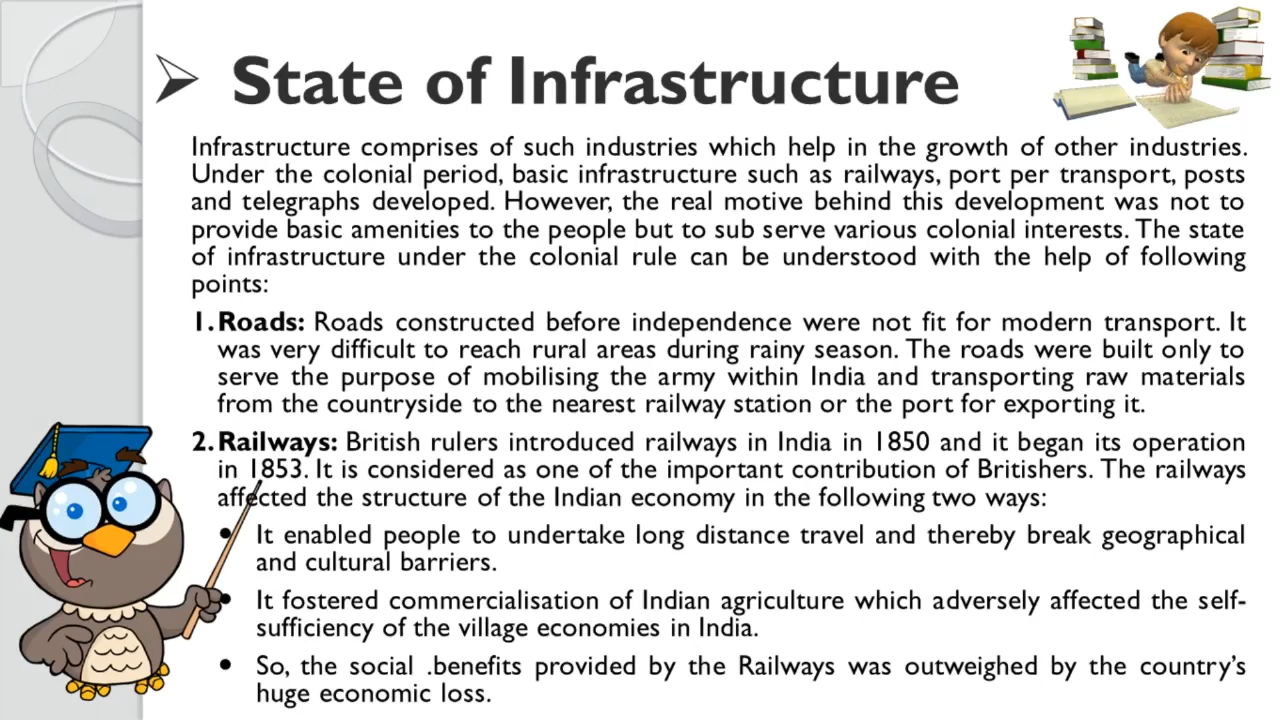 State of Infrastructure
Infrastructure comprises of such industries which help in the growth of other industries.
Under the colonial period, basic infrastructure such as railways, port per transport, posts
and telegraphs developed. However, the real motive behind this development was not to
provide basic amenities to the people but to sub serve various colonial interests. The state
of infrastructure under the colonial rule can be understood with the help of following
points:
1. Roads: Roads constructed before independence were not fit for modern transport. It
was very difficult to reach rural areas during rainy season. The roads were built only to
serve the purpose of mobilising the army within India and transporting raw materials
from the countryside to the nearest railway station or the port for exporting it.
2. Railways: British rulers introduced railways in India in 1850 and it began its operation
in 1853. It is considered as one of the important contribution of Britishers. The railways
affected the structure of the Indian economy in the following two ways:
• It enabled people to undertake long distance travel and thereby break geographical
and cultural barriers.
• It fostered commercialisation of Indian agriculture which adversely affected the self-
sufficiency of the village economies in India.
• So, the social .benefits provided by the Railways was outweighed by the country's
huge economic loss.